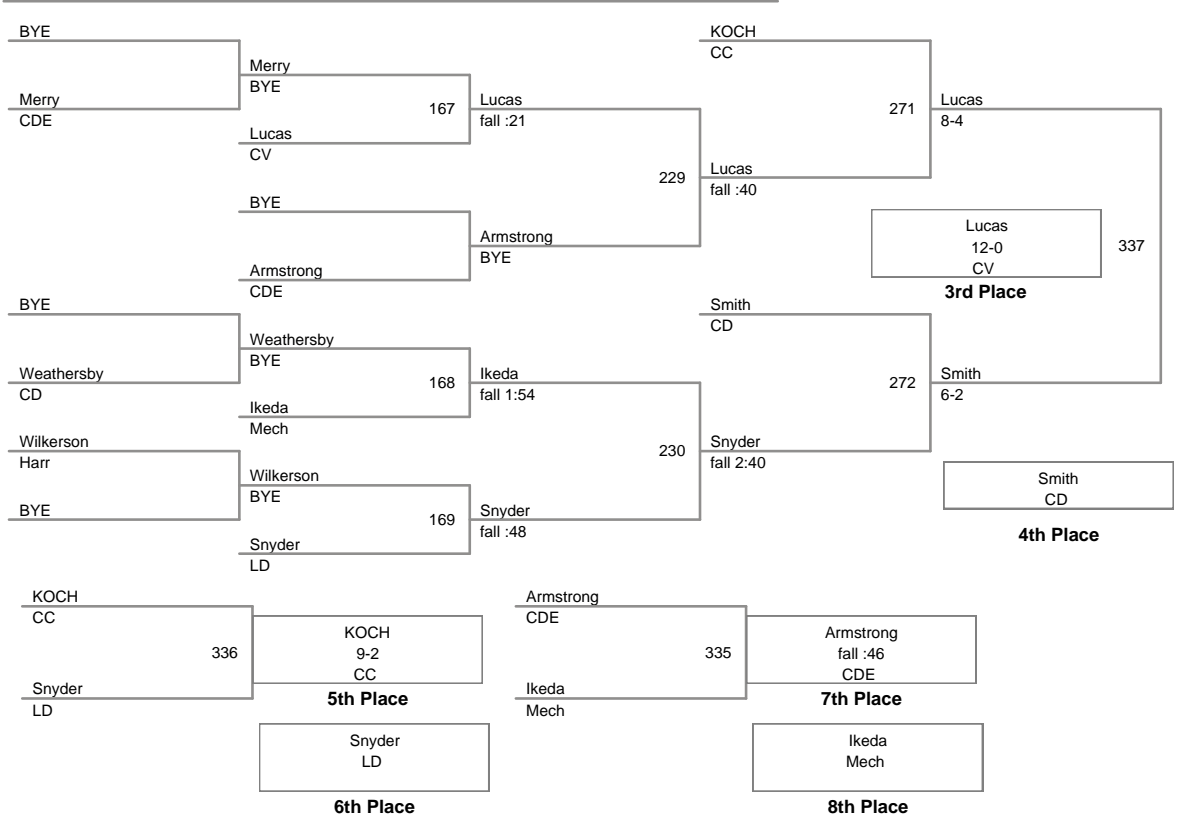 BYE
KOCH
CC
Merry
BYE
Merry
CDE
167
Lucas
fall :21
271
Lucas
8-4
Lucas
CV
229
Lucas
fall :40
BYE
Armstrong
BYE
Lucas
12-0
CV
3rd Place
337
Armstrong
CDE
BYE
Smith
CD
Weathersby
BYE
Weathersby
CD
168
Ikeda
fall 1:54
272
Smith
6-2
Ikeda
Mech
Wilkerson
Harr
230
Snyder
fall 2:40
Wilkerson
BYE
Smith
CD
4th Place
BYE
169
Snyder
fall :48
Snyder
LD
KOCH
CC
336
KOCH
9-2
CC
5th Place
Snyder
LD
Snyder
LD
6th Place
Armstrong
CDE
335
Armstrong
fall :46
CDE
7th Place
Ikeda
Mech
Ikeda
Mech
8th Place